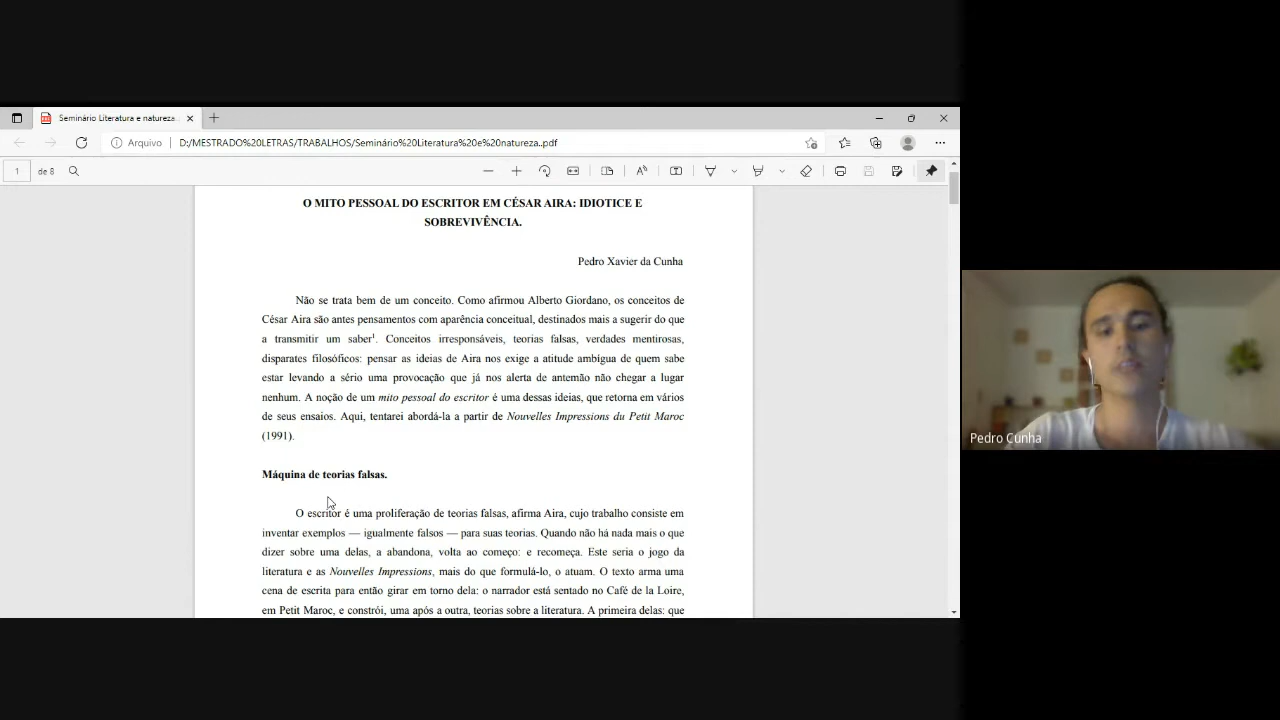 Seminário Literatura e natureza..
Arquivo D:/MESTRADO%20LETRAS/TRABALHOS/Seminário%20Literatura%20e%20natureza..pdf
1 de 8
O MITO PESSOAL DO ESCRITOR EM CÉSAR AIRA: IDIOTICE E
SOBREVIVÊNCIA.
Pedro Xavier da Cunha
Não se trata bem de um conceito. Como afirmou Alberto Giordano, os conceitos de
César Aira são antes pensamentos com aparência conceitual, destinados mais a sugerir do que
a transmitir um saber¹. Conceitos irresponsáveis, teorias falsas, verdades mentirosas,
disparates filosóficos: pensar as ideias de Aira nos exige a atitude ambígua de quem sabe
estar levando a sério uma provocação que já nos alerta de antemão não chegar a lugar
nenhum. A noção de um mito pessoal do escritor é uma dessas ideias, que retorna em vários
de seus ensaios. Aqui, tentarei abordá-la a partir de Nouvelles Impressions du Petit Maroc
(1991).
Máquina de teorias falsas.
O escritor é uma proliferação de teorias falsas, afirma Aira, cujo trabalho consiste em
inventar exemplos — igualmente falsos — para suas teorias. Quando não há nada mais o que
dizer sobre uma delas, a abandona, volta ao começo: e recomeça. Este seria o jogo da
literatura e as Nouvelles Impressions, mais do que formulá-lo, o atuam. O texto arma uma
cena de escrita para então girar em torno dela: o narrador está sentado no Café de la Loire,
em Petit Maroc, e constrói, uma após a outra, teorias sobre a literatura. A primeira delas: que
Pedro Cunha